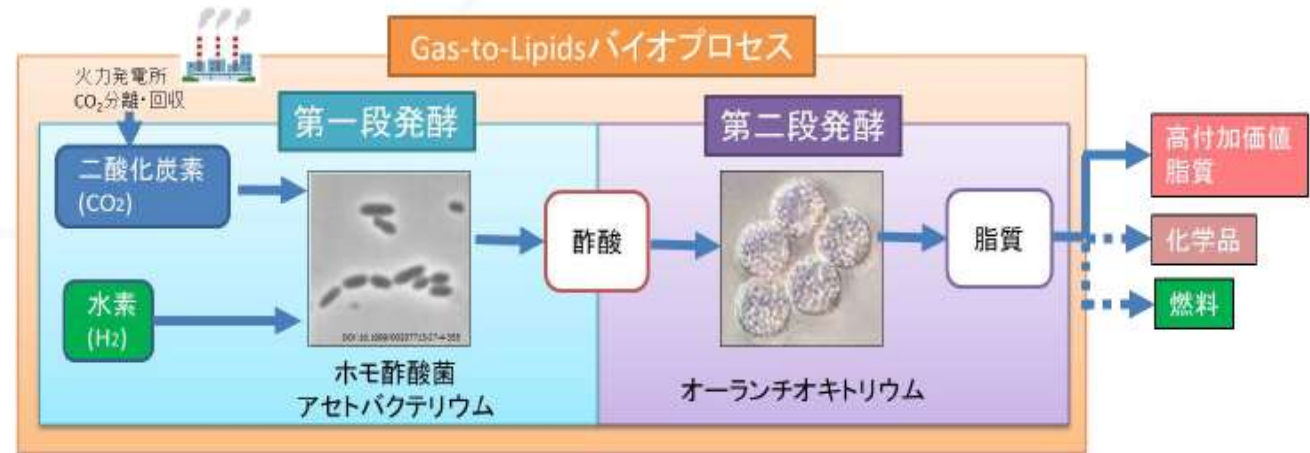 Gas-to-Lipidsバイオプロセス
火力発電所
CO₂分離・回収
第一段発酵
第二段発酵
二酸化炭素
(CO₂)
水素
(H₂)
ホモ酢酸菌
アセトバクテリウム
酢酸
オーランチオキトリウム
脂質
高付加価値
脂質
化学品
燃料